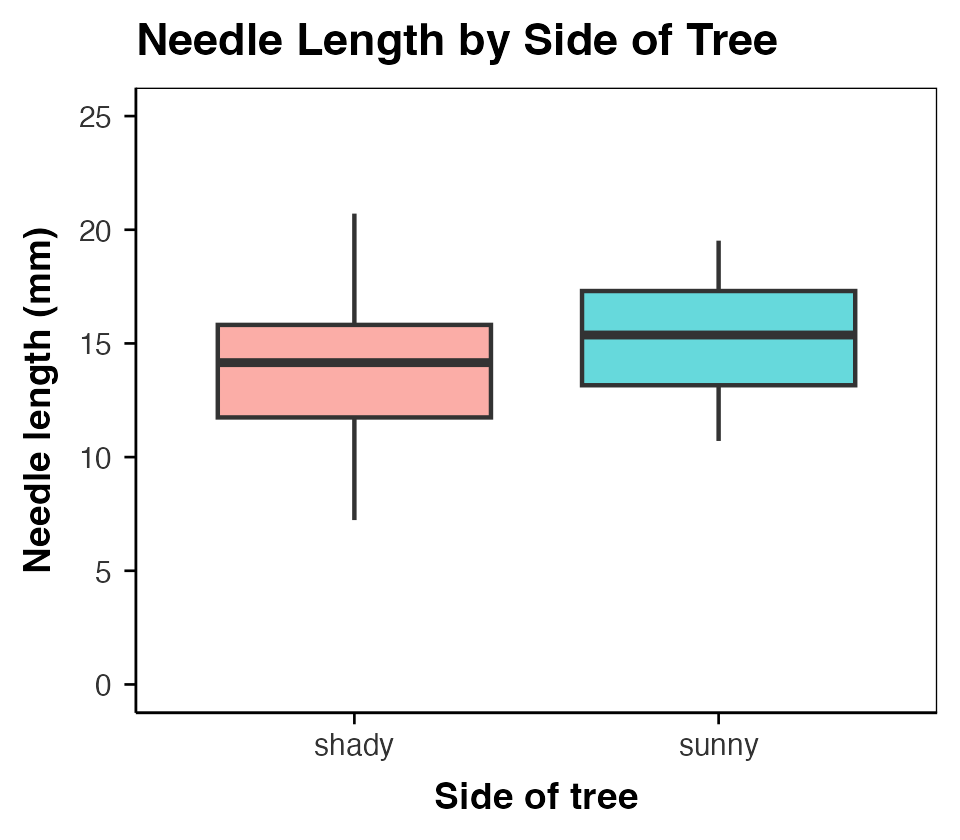 Needle Length by Side of Tree
25
20
15
10
5
0
Needle length (mm)
shady
sunny
Side of tree